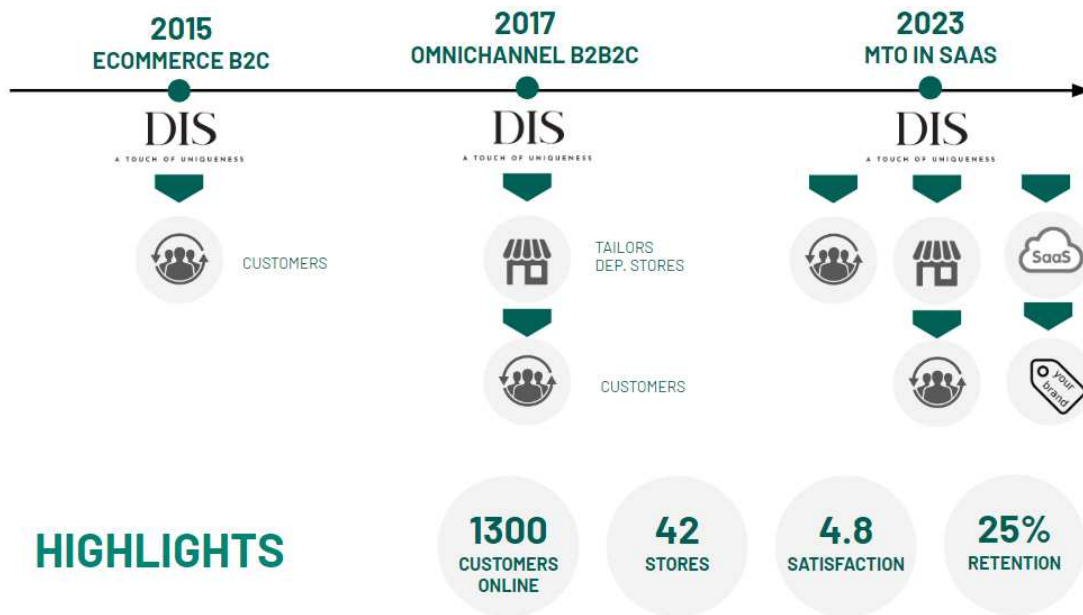 2015
ECOMMERCE B2C
2017
OMNICHANNEL B2B2C
2023
MTO IN SAAS
DIS
A TOUCH OF UNIQUENESS
DIS
A TOUCH OF UNIQUENESS
DIS
A TOUCH OF UNIQUENESS
CUSTOMERS
TAILORS
DEP. STORES
SaaS
CUSTOMERS
your
brand
HIGHLIGHTS
1300
CUSTOMERS
ONLINE
42
STORES
4.8
SATISFACTION
25%
RETENTION